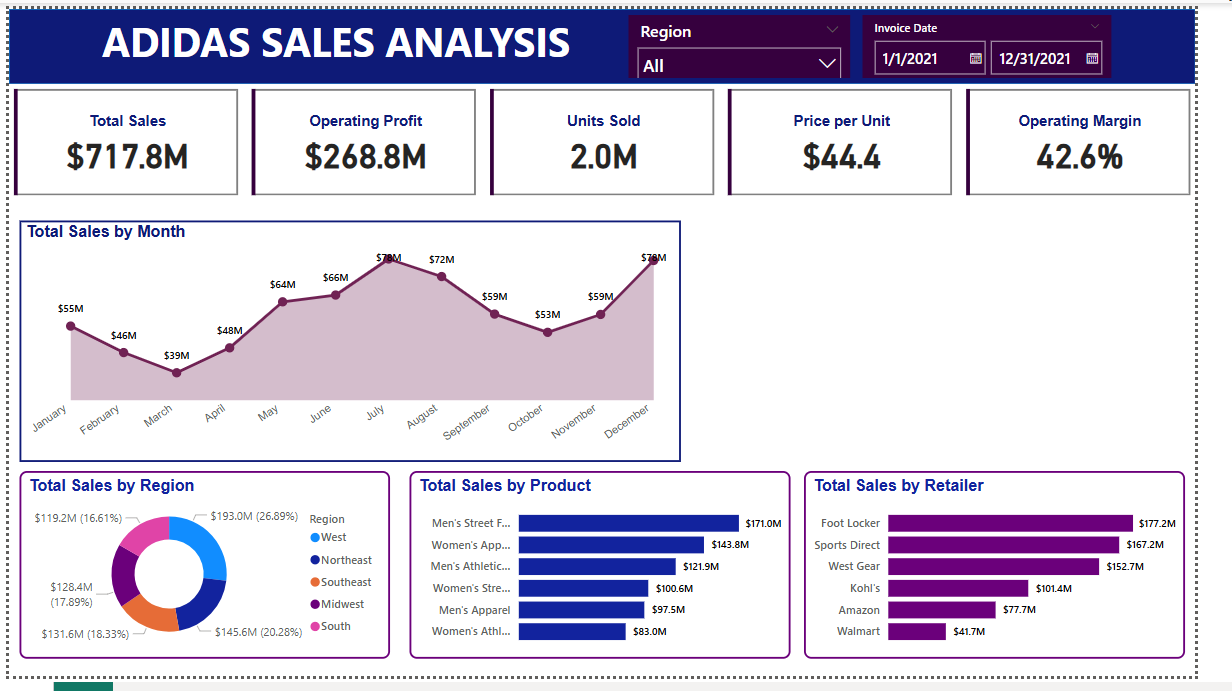 ADIDAS SALES ANALYSIS
Region
All
Invoice Date
1/1/2021
12/31/2021
Total Sales
$717.8M
Operating Profit
$268.8M
Units Sold
2.0M
Price per Unit
$44.4
Operating Margin
42.6%
Total Sales by Month
$55M
$46M
$39M
$48M
$64M
$66M
$78M
$72M
$59M
$53M
$59M
$78M
January
February
March
April
May
June
July
August
September
October
November
December
Total Sales by Region
$119.2M (16.61%)
$193.0M (26.89%)
$128.4M
(17.89%)
$131.6M (18.33%)
$145.6M (20.28%)
Region
West
Northeast
Southeast
Midwest
South
Total Sales by Product
Men's Street F... $171.0M
Women's App... $143.8M
Men's Athletic... $121.9M
Women's Stre... $100.6M
Men's Apparel $97.5M
Women's Athl... $83.0M
Total Sales by Retailer
Foot Locker $177.2M
Sports Direct $167.2M
West Gear $152.7M
Kohl's $101.4M
Amazon $77.7M
Walmart $41.7M